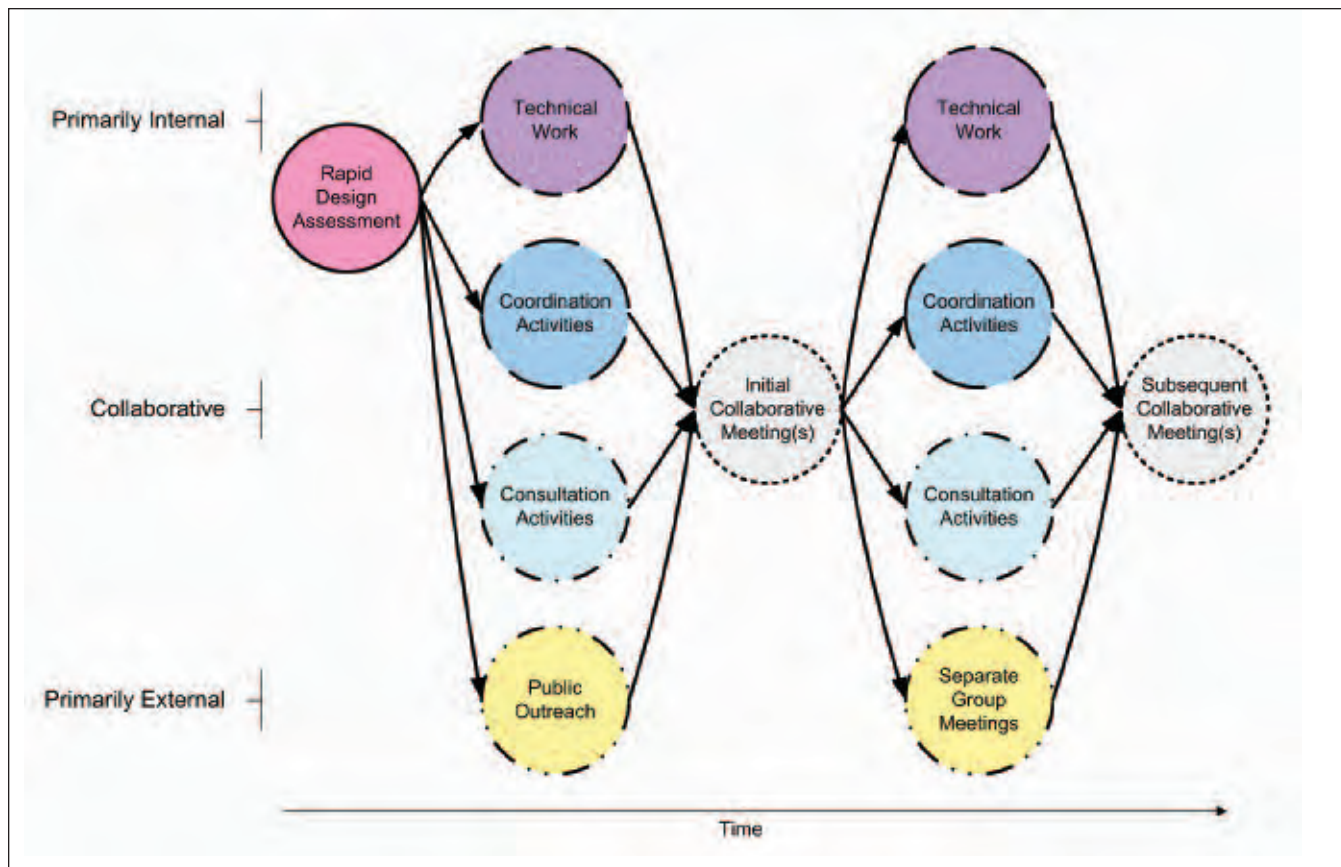 Primarily Internal
Rapid
Design
Assessment
Technical
Work
Coordination
Activities
Consultation
Activities
Public
Outreach
Collaborative
Initial
Collaborative
Meeting(s)
Technical
Work
Coordination
Activities
Consultation
Activities
Separate
Group
Meetings
Subsequent
Collaborative
Meeting(s)
Primarily External
Time